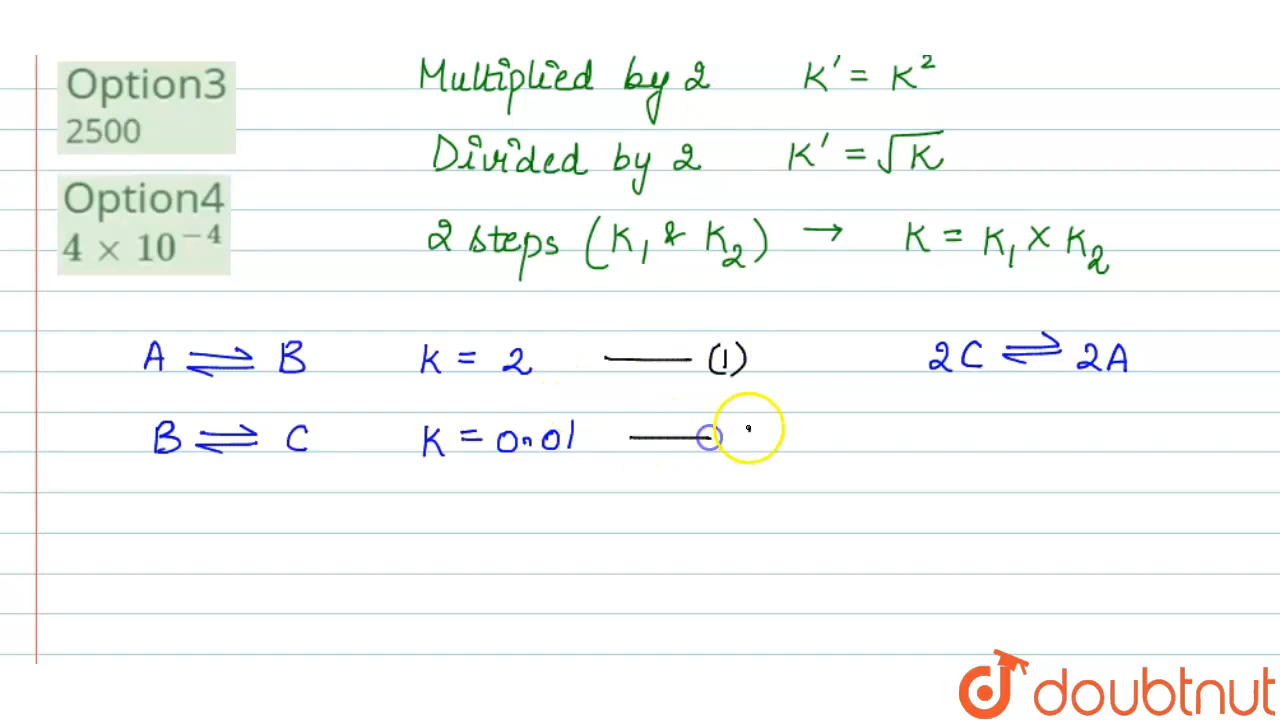 Option3
2500
Option4
4 × 10⁻⁴
Multiplied by 2 K' = K²
Divided by 2 K' = √K
2 steps (K₁ & K₂) → K = K₁ × K₂
A ⇌ B K = 2 —— (1) 2C ⇌ 2A
B ⇌ C K = 0.01 ——
doubtnut